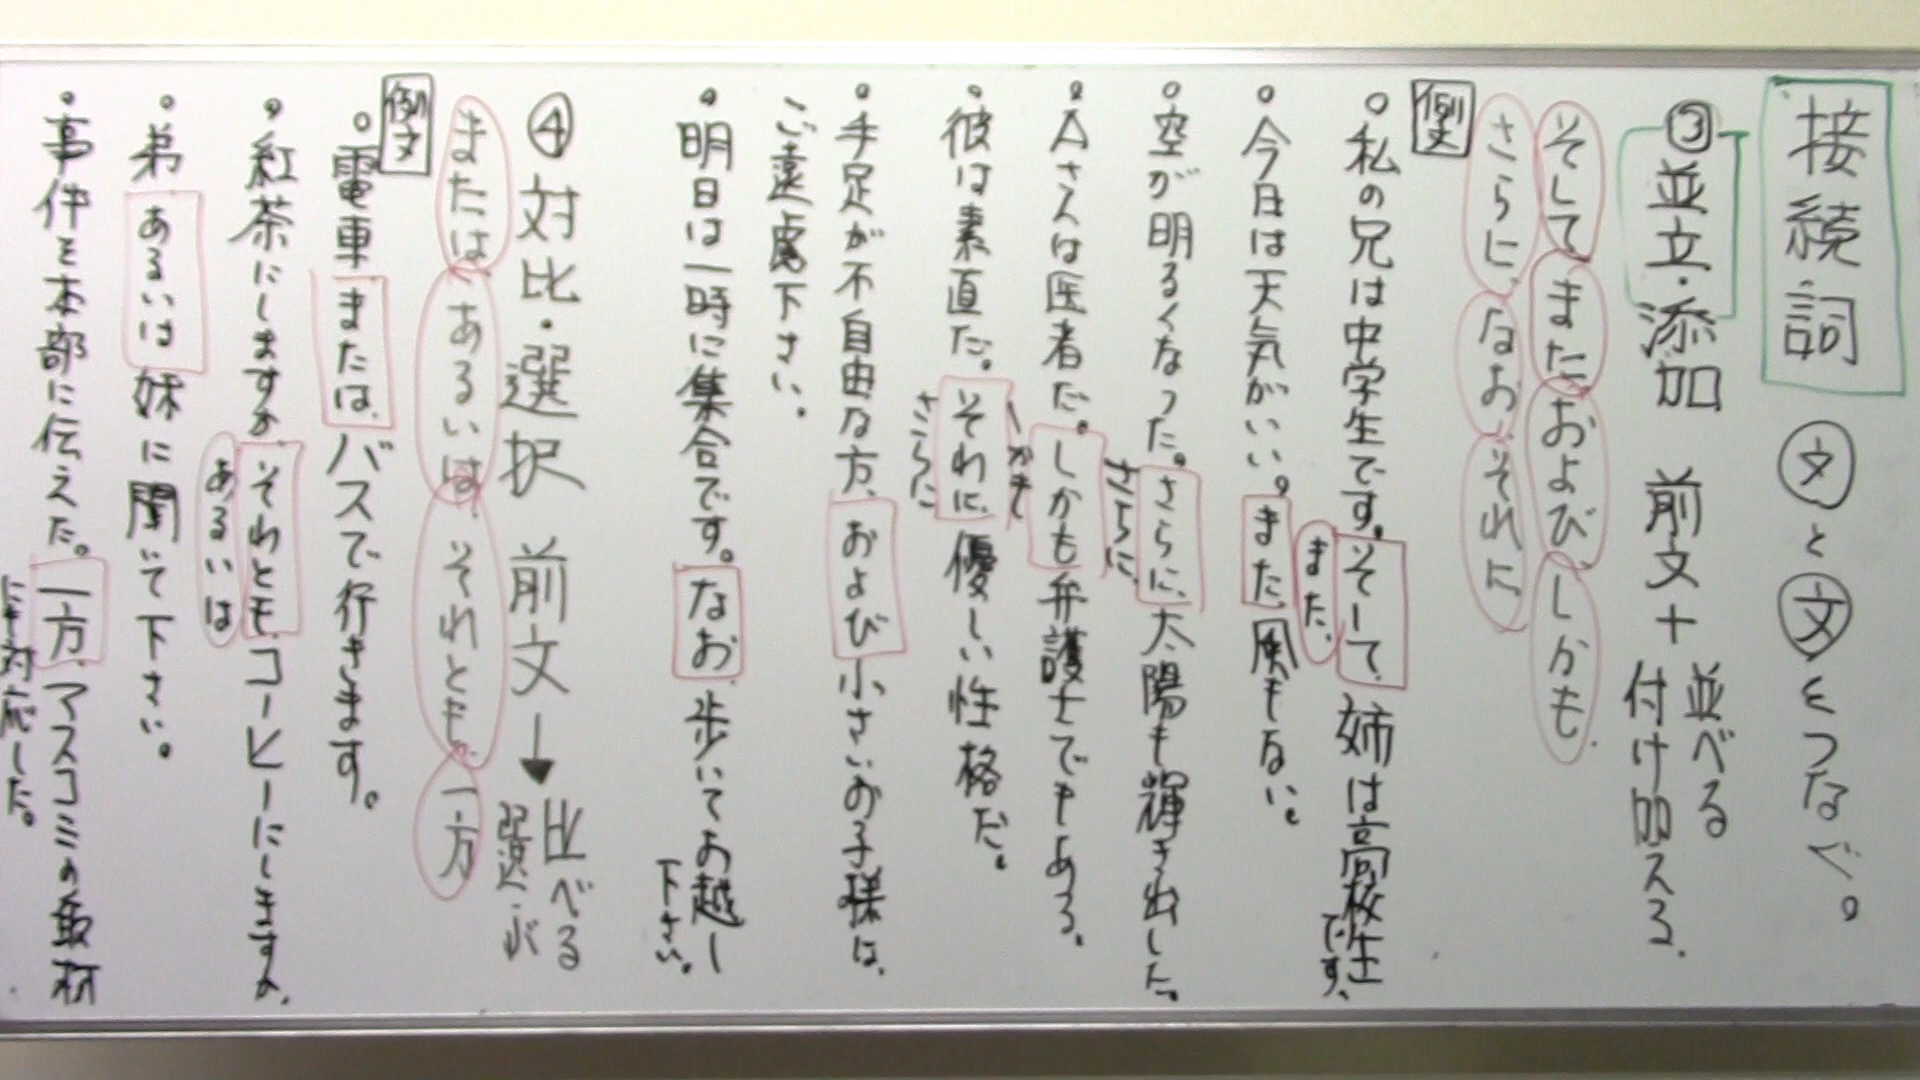 接続詞 文と文をつなぐ。
③並立・添加 前文+ 並べる
付け加える.
そして、また、および、しかも、
さらに、なお、それに、
例文
○私の兄は中学生です。そして、姉は高校生
です。
また、
○今日は天気がいい。また、風もない。
○空が明るくなった。さらに、太陽も輝き出した。
さらに、
○Aさんは医者だ。しかも弁護士でもある。
しかも
○彼は素直だ。それに、優しい性格だ。
さらに
○手足が不自由な方、および小さいお子様は、
ご遠慮下さい。
○明日は一時に集合です。なお、歩いてお越し
下さい。
④対比・選択 前文→比べる
選ぶ
または、あるいは、それとも、一方
例文
○電車または、バスで行きます。
○紅茶にしますか、それとも、コーヒーにしますか。
あるいは
○弟あるいは妹に聞いて下さい。
○事件を本部に伝えた。一方、マスコミの取材
にも対応した。